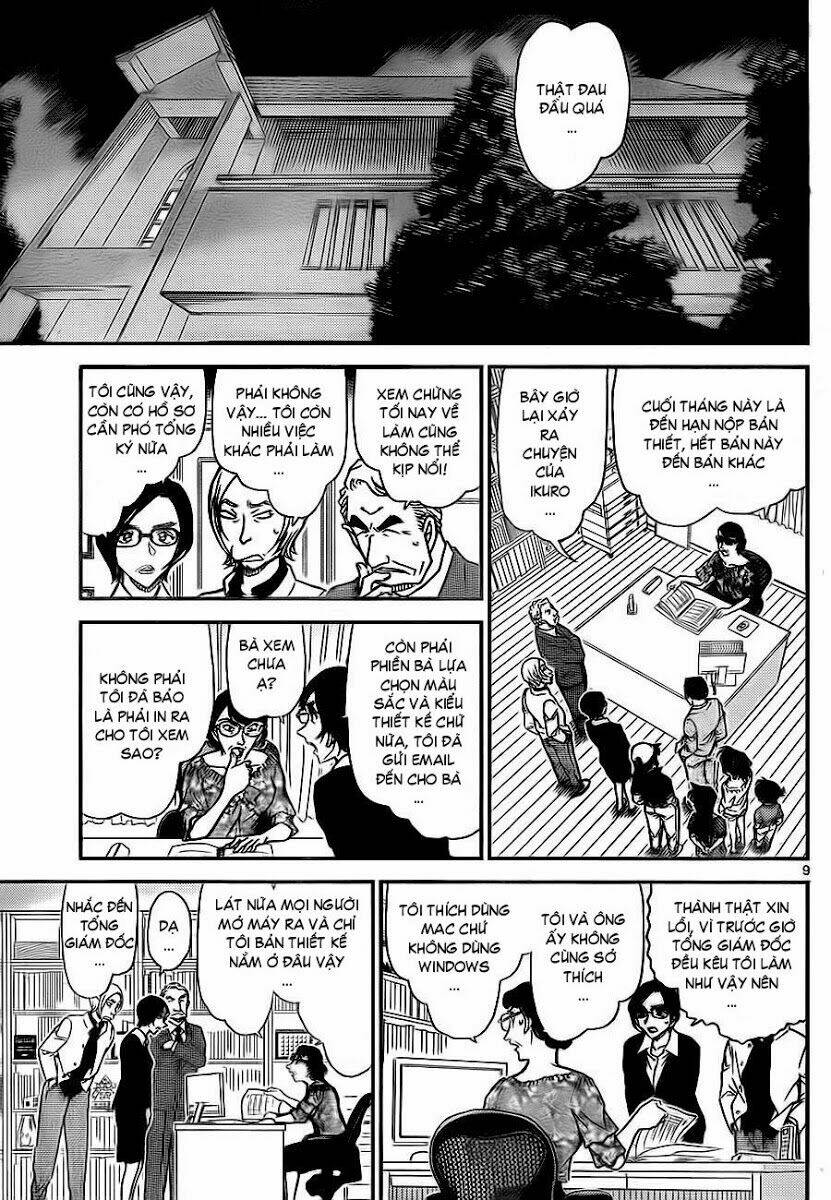 THẬT ĐAU
ĐẦU QUÁ
...
CUỐI THÁNG NÀY LÀ
ĐẾN HẠN NỘP BẢN
THIẾT, HẾT BẢN NÀY
ĐẾN BẢN KHÁC
...
BÂY GIỜ
LẠI XẢY
RA
CHUYỆN
CỦA
IKURO
...
XEM CHỪNG
TỐI NAY VỀ
LÀM CŨNG
KHÔNG THỂ
KỊP NỔI!
PHẢI KHÔNG
VẬY... TÔI CÒN
NHIỀU VIỆC
KHÁC PHẢI LÀM
...
TÔI CŨNG VẬY,
CÒN CÓ HỒ SƠ
CẦN PHÓ TỔNG
KÝ NỮA
...
CÒN PHẢI
PHIỀN BÀ LỰA
CHỌN MÀU
SẮC VÀ KIỂU
THIẾT KẾ CHỮ
NỮA, TÔI ĐÃ
GỬI EMAIL
ĐẾN CHO BÀ
...
BÀ XEM
CHƯA
Ạ?
KHÔNG PHẢI
TÔI ĐÃ BẢO
LÀ PHẢI IN RA
CHO TÔI XEM
SAO?
9
THÀNH THẬT XIN
LỖI, VÌ TRƯỚC GIỜ
TỔNG GIÁM ĐỐC
ĐỀU KÊU TÔI LÀM
NHƯ VẬY NÊN
...
TÔI VÀ ÔNG
ẤY KHÔNG
CÙNG SỞ
THÍCH
...
TÔI THÍCH DÙNG
MAC CHỨ
KHÔNG DÙNG
WINDOWS
...
LÁT NỮA MỌI NGƯỜI
MỞ MÁY RA VÀ CHỈ
TÔI BẢN THIẾT KẾ
NẰM Ở ĐÂU VẬY
...
DẠ
...
NHẮC ĐẾN
TỔNG
GIÁM ĐỐC
...